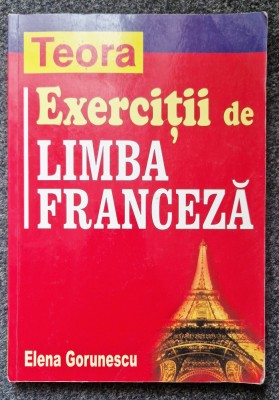 Teora
Exerciții de
LIMBA
FRANCEZĂ
Elena Gorunescu